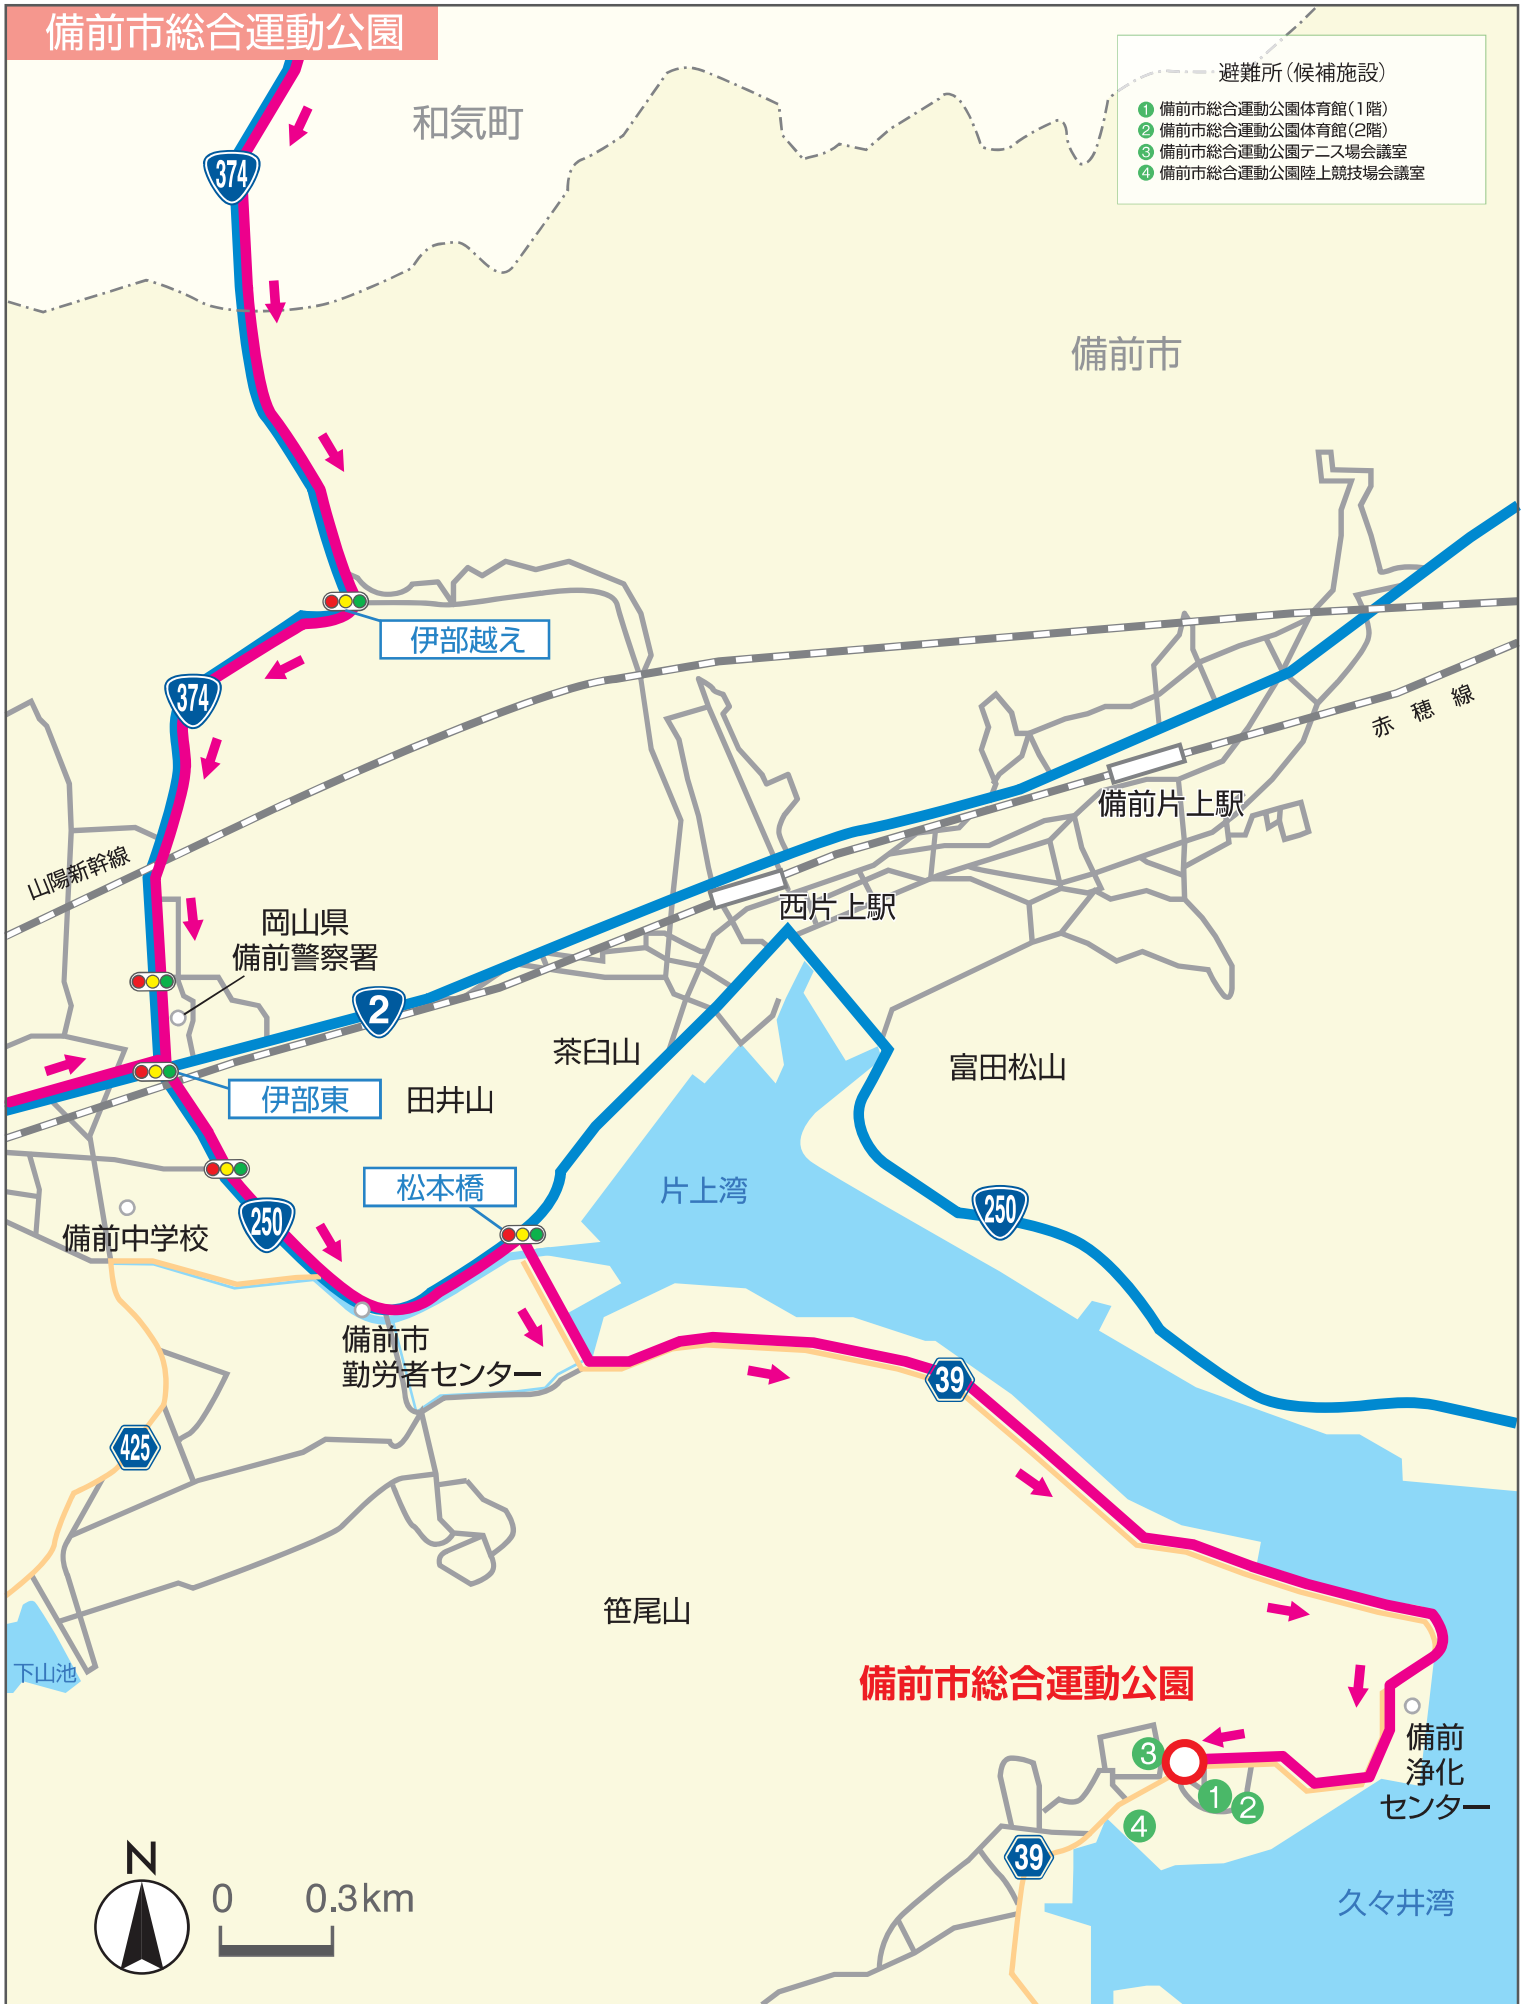 備前市総合運動公園
避難所（候補施設）
1 備前市総合運動公園体育館（1階）
2 備前市総合運動公園体育館（2階）
3 備前市総合運動公園テニス場会議室
4 備前市総合運動公園陸上競技場会議室
和気町
374
備前市
伊部越え
374
赤穂線
備前片上駅
山陽新幹線
西片上駅
岡山県
備前警察署
2
茶臼山
富田松山
伊部東
田井山
松本橋
片上湾
250
250
備前中学校
備前市
勤労者センター
39
425
笹尾山
下山池
備前市総合運動公園
備前
浄化
センター
3
1
2
4
39
N
0 0.3km
久々井湾